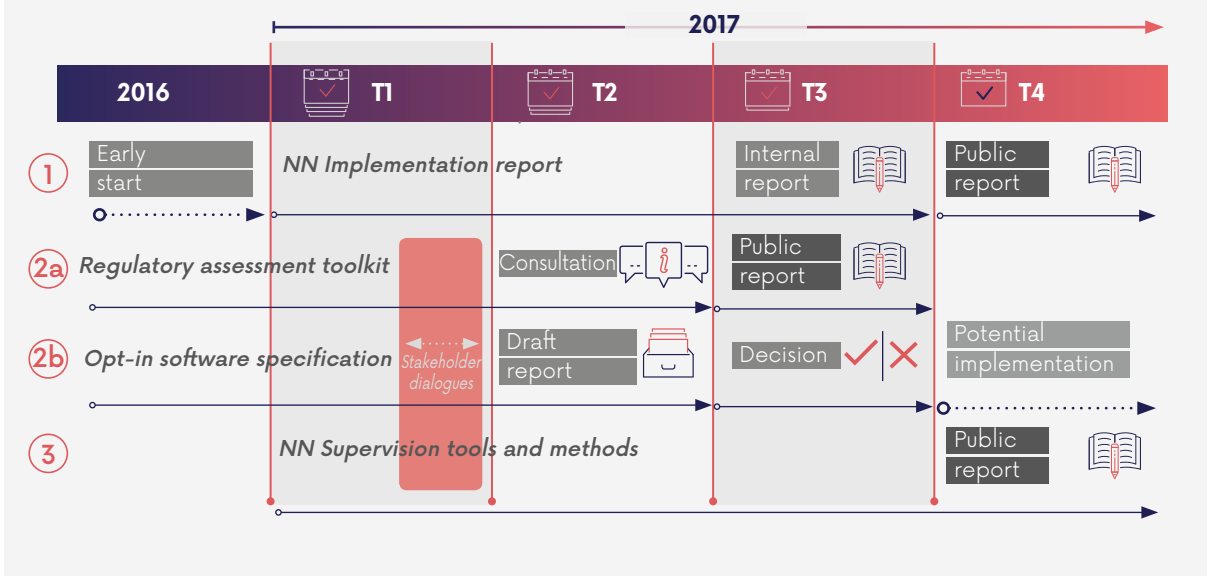 2017
2016
T1
T2
T3
T4
1
Early
start
NN Implementation report
Internal
report
Public
report
2a
Regulatory assessment toolkit
Consultation
i
Public
report
2b
Opt-in software specification
Stakeholder
dialogues
Draft
report
Decision
Potential
implementation
3
NN Supervision tools and methods
Public
report